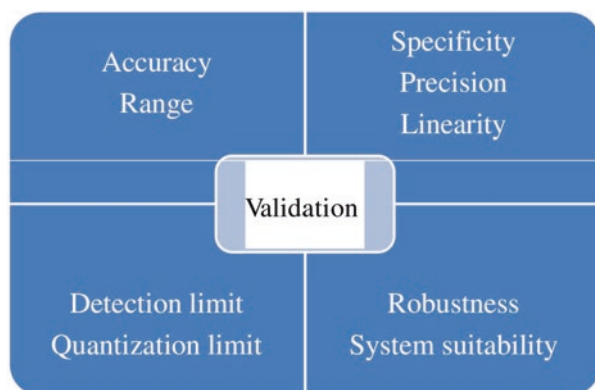 Accuracy
Range
Specificity
Precision
Linearity
Validation
Detection limit
Quantization limit
Robustness
System suitability